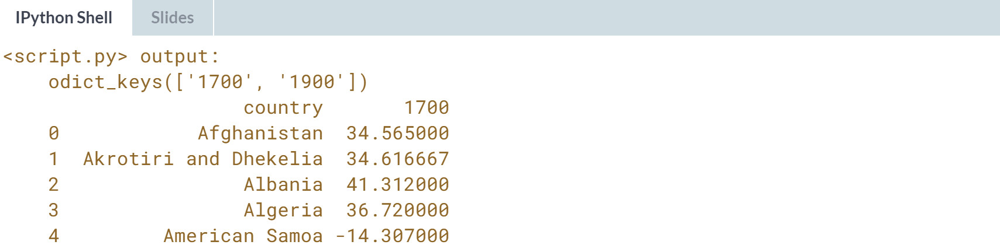 IPython Shell Slides
<script.py> output:
odict_keys(['1700', '1900'])
country 1700
0 Afghanistan 34.565000
1 Akrotiri and Dhekelia 34.616667
2 Albania 41.312000
3 Algeria 36.720000
4 American Samoa -14.307000